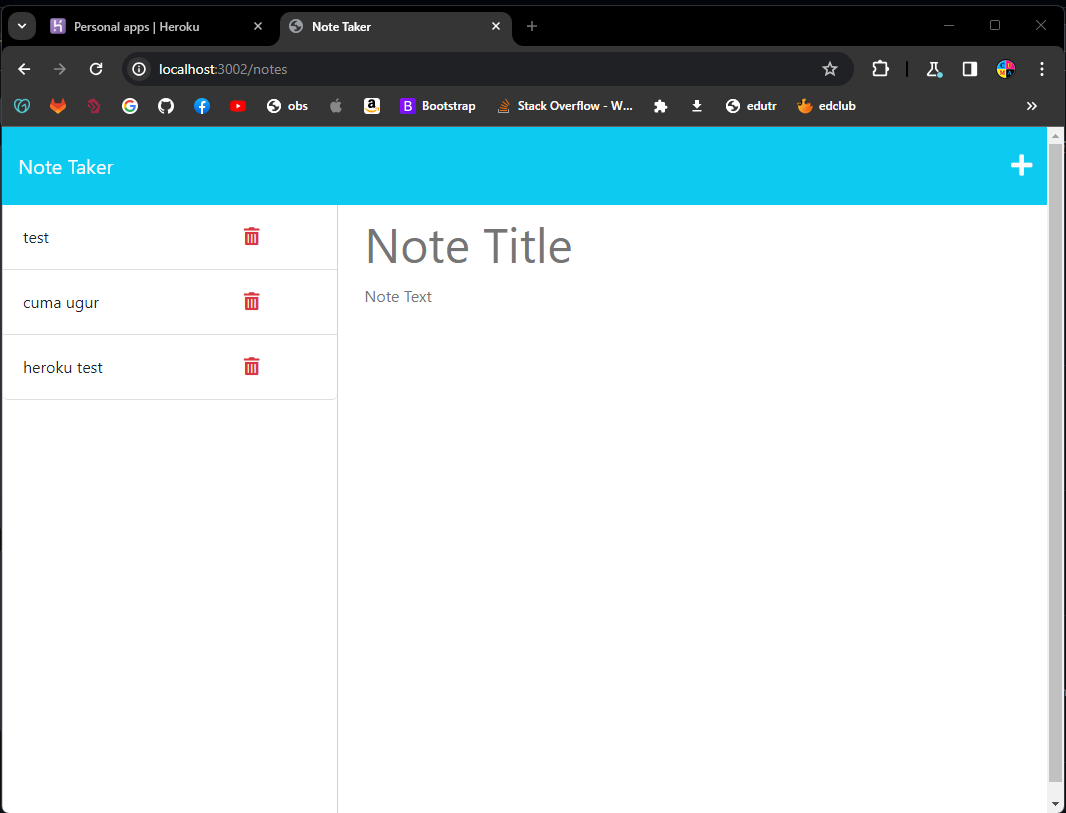 Personal apps | Heroku
Note Taker
localhost:3002/notes
obs
a
B Bootstrap
Stack Overflow - W...
edutr
edclub
Note Taker
test
Note Title
Note Text
cuma ugur
heroku test